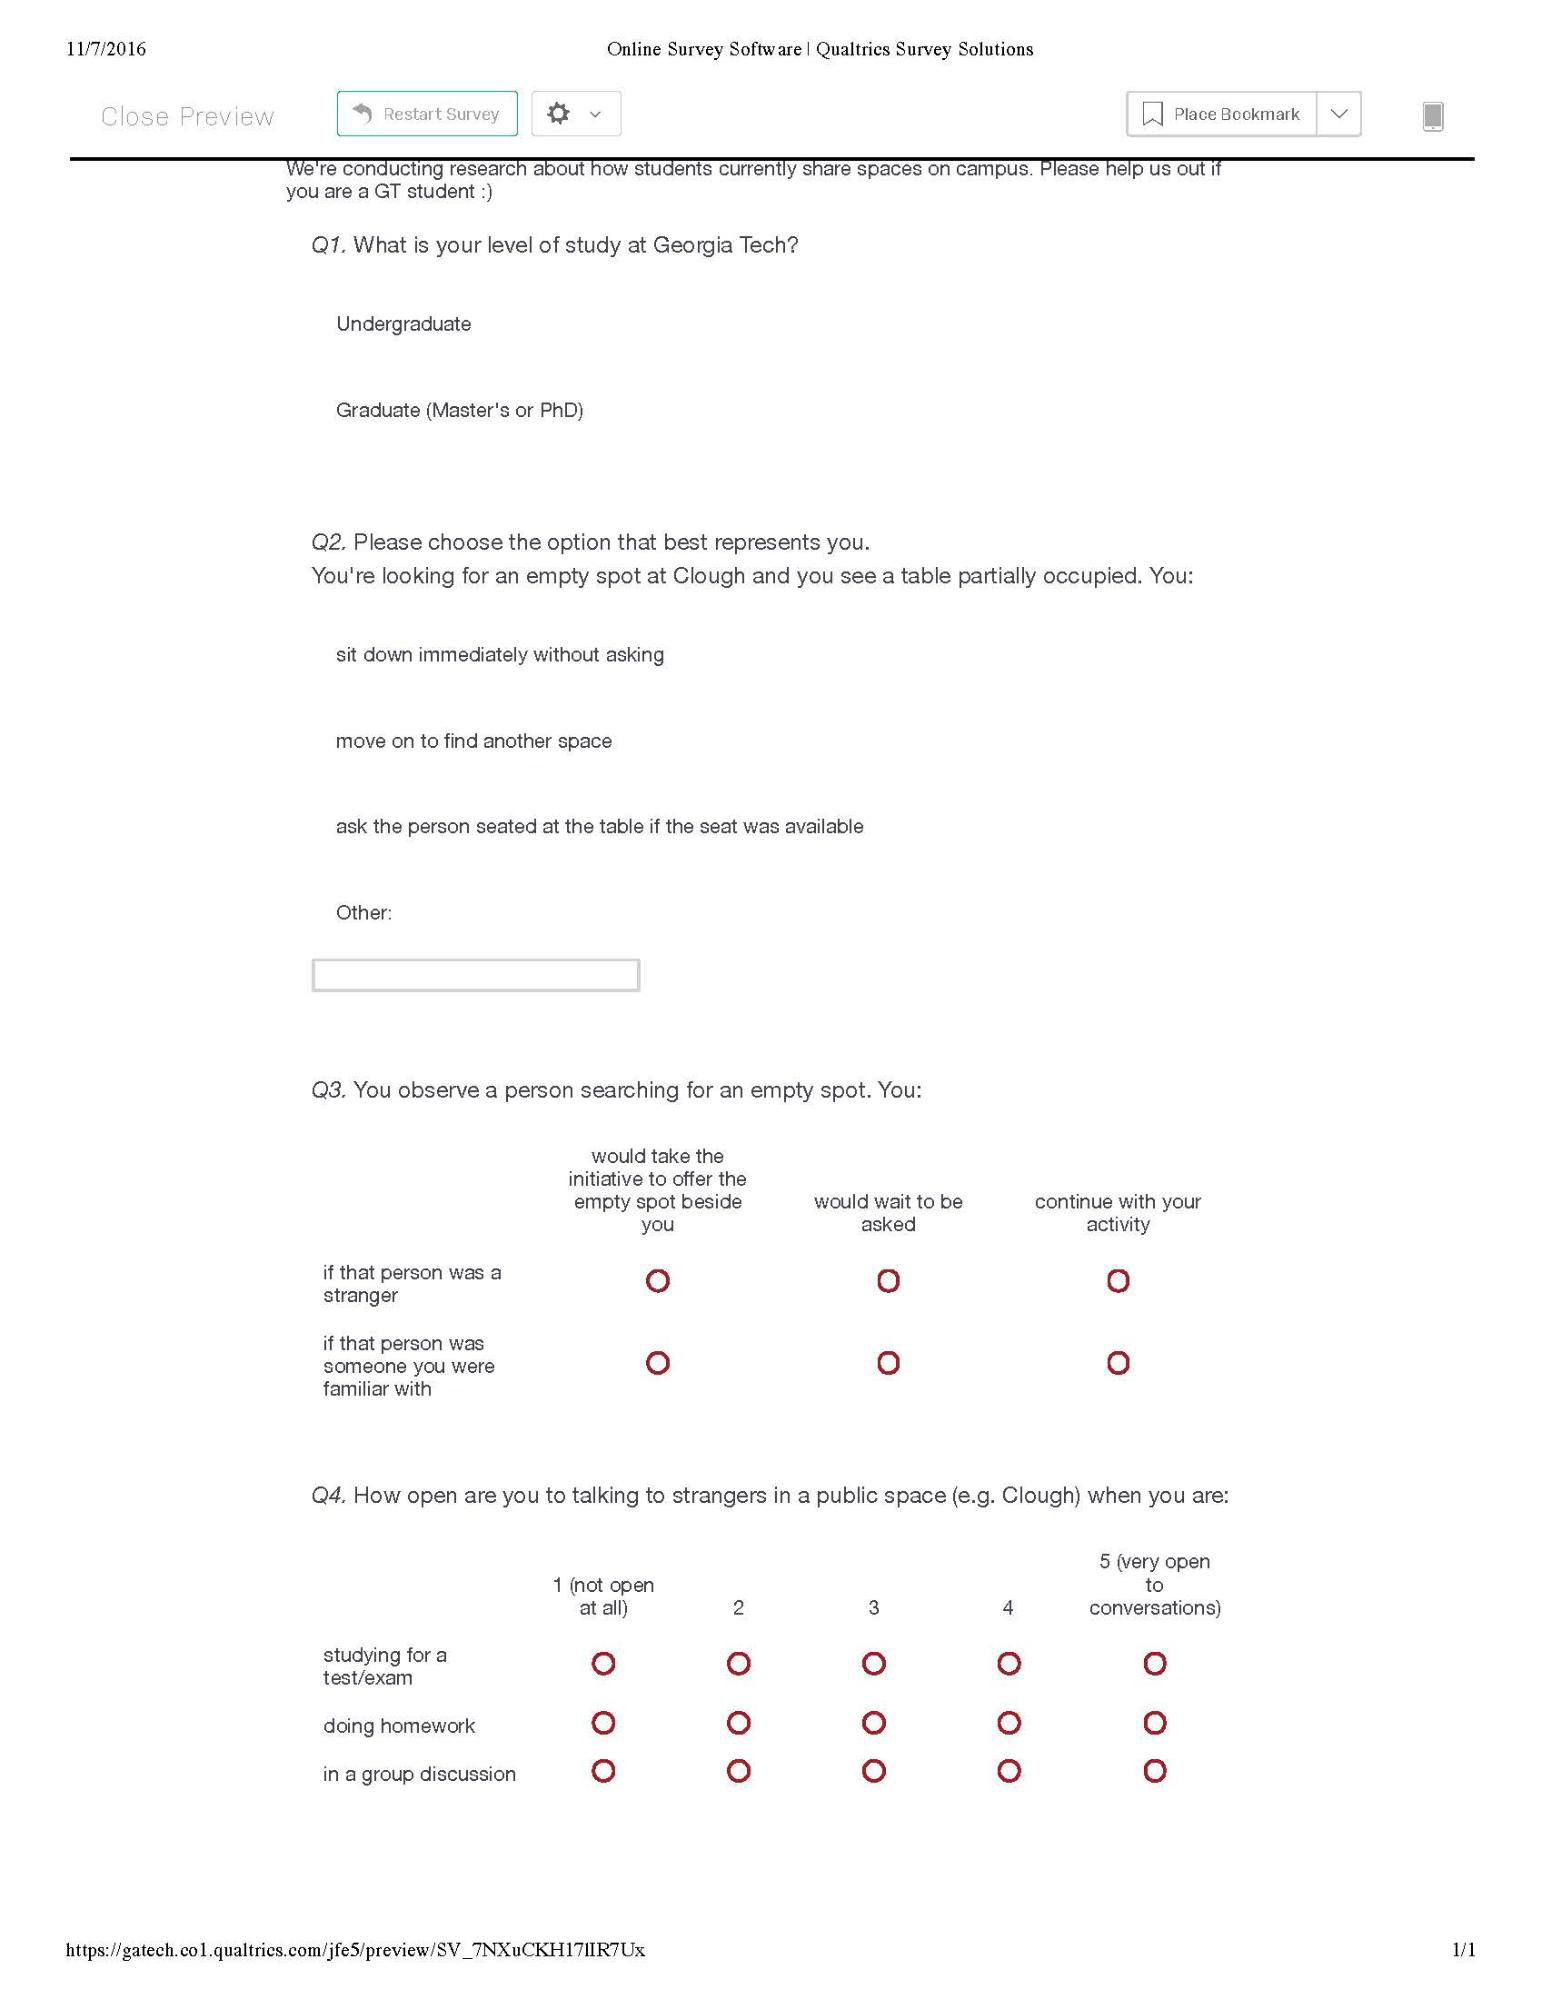 11/7/2016
Online Survey Software | Qualtrics Survey Solutions
Close Preview
Restart Survey
Place Bookmark
We're conducting research about how students currently share spaces on campus. Please help us out if
you are a GT student :)
Q1. What is your level of study at Georgia Tech?
Undergraduate
Graduate (Master's or PhD)
Q2. Please choose the option that best represents you.
You're looking for an empty spot at Clough and you see a table partially occupied. You:
sit down immediately without asking
move on to find another space
ask the person seated at the table if the seat was available
Other:
Q3. You observe a person searching for an empty spot. You:
would take the
initiative to offer the
empty spot beside
you
would wait to be
asked
continue with your
activity
if that person was a
stranger
if that person was
someone you were
familiar with
Q4. How open are you to talking to strangers in a public space (e.g. Clough) when you are:
1 (not open
at all)
2
3
4
5 (very open
to
conversations)
studying for a
test/exam
doing homework
in a group discussion
https://gatech.co1.qualtrics.com/jfe5/preview/SV_7NXuCKH17lIR7Ux
1/1